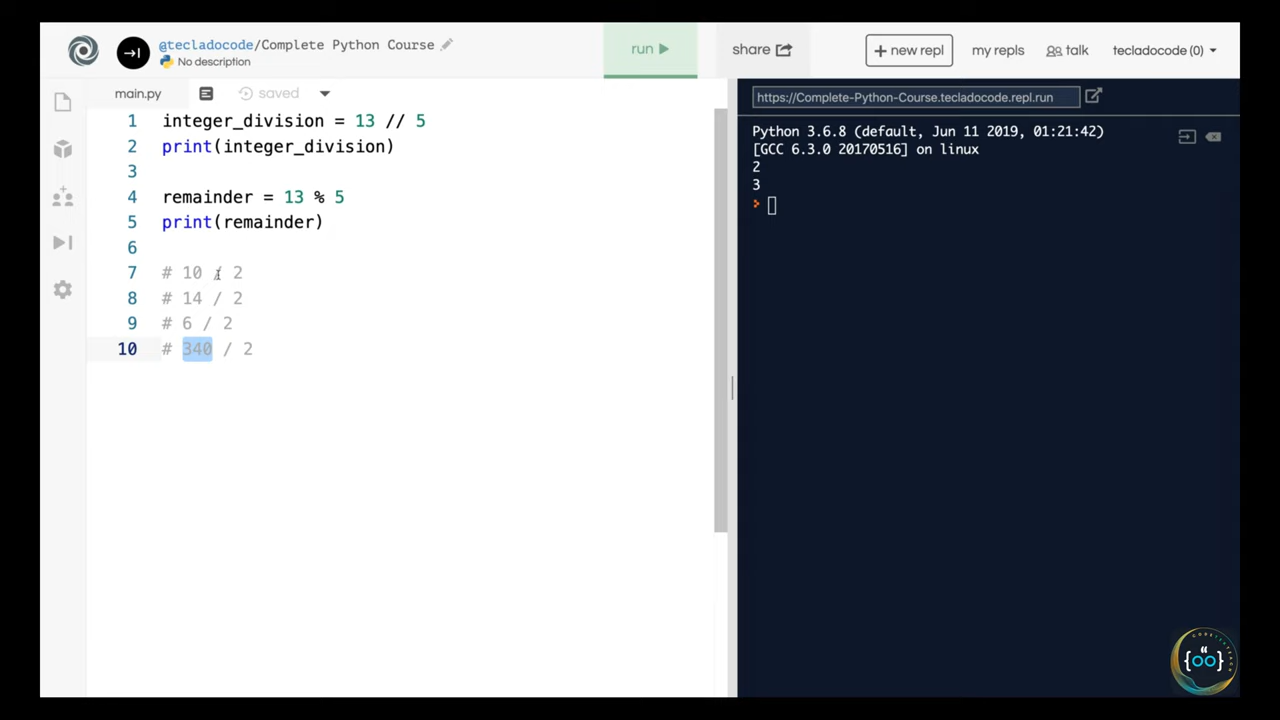 @tecladocode/Complete Python Course
No description
run
share
+ new repl
my repls
talk
tecladocode (0)
main.py
saved
https://Complete-Python-Course.tecladocode.repl.run
1 integer_division = 13 // 5
2 print(integer_division)
3
4 remainder = 13 % 5
5 print(remainder)
6
7 # 10 / 2
8 # 14 / 2
9 # 6 / 2
10 # 340 / 2
Python 3.6.8 (default, Jun 11 2019, 01:21:42)
[GCC 6.3.0 20170516] on linux
2
3